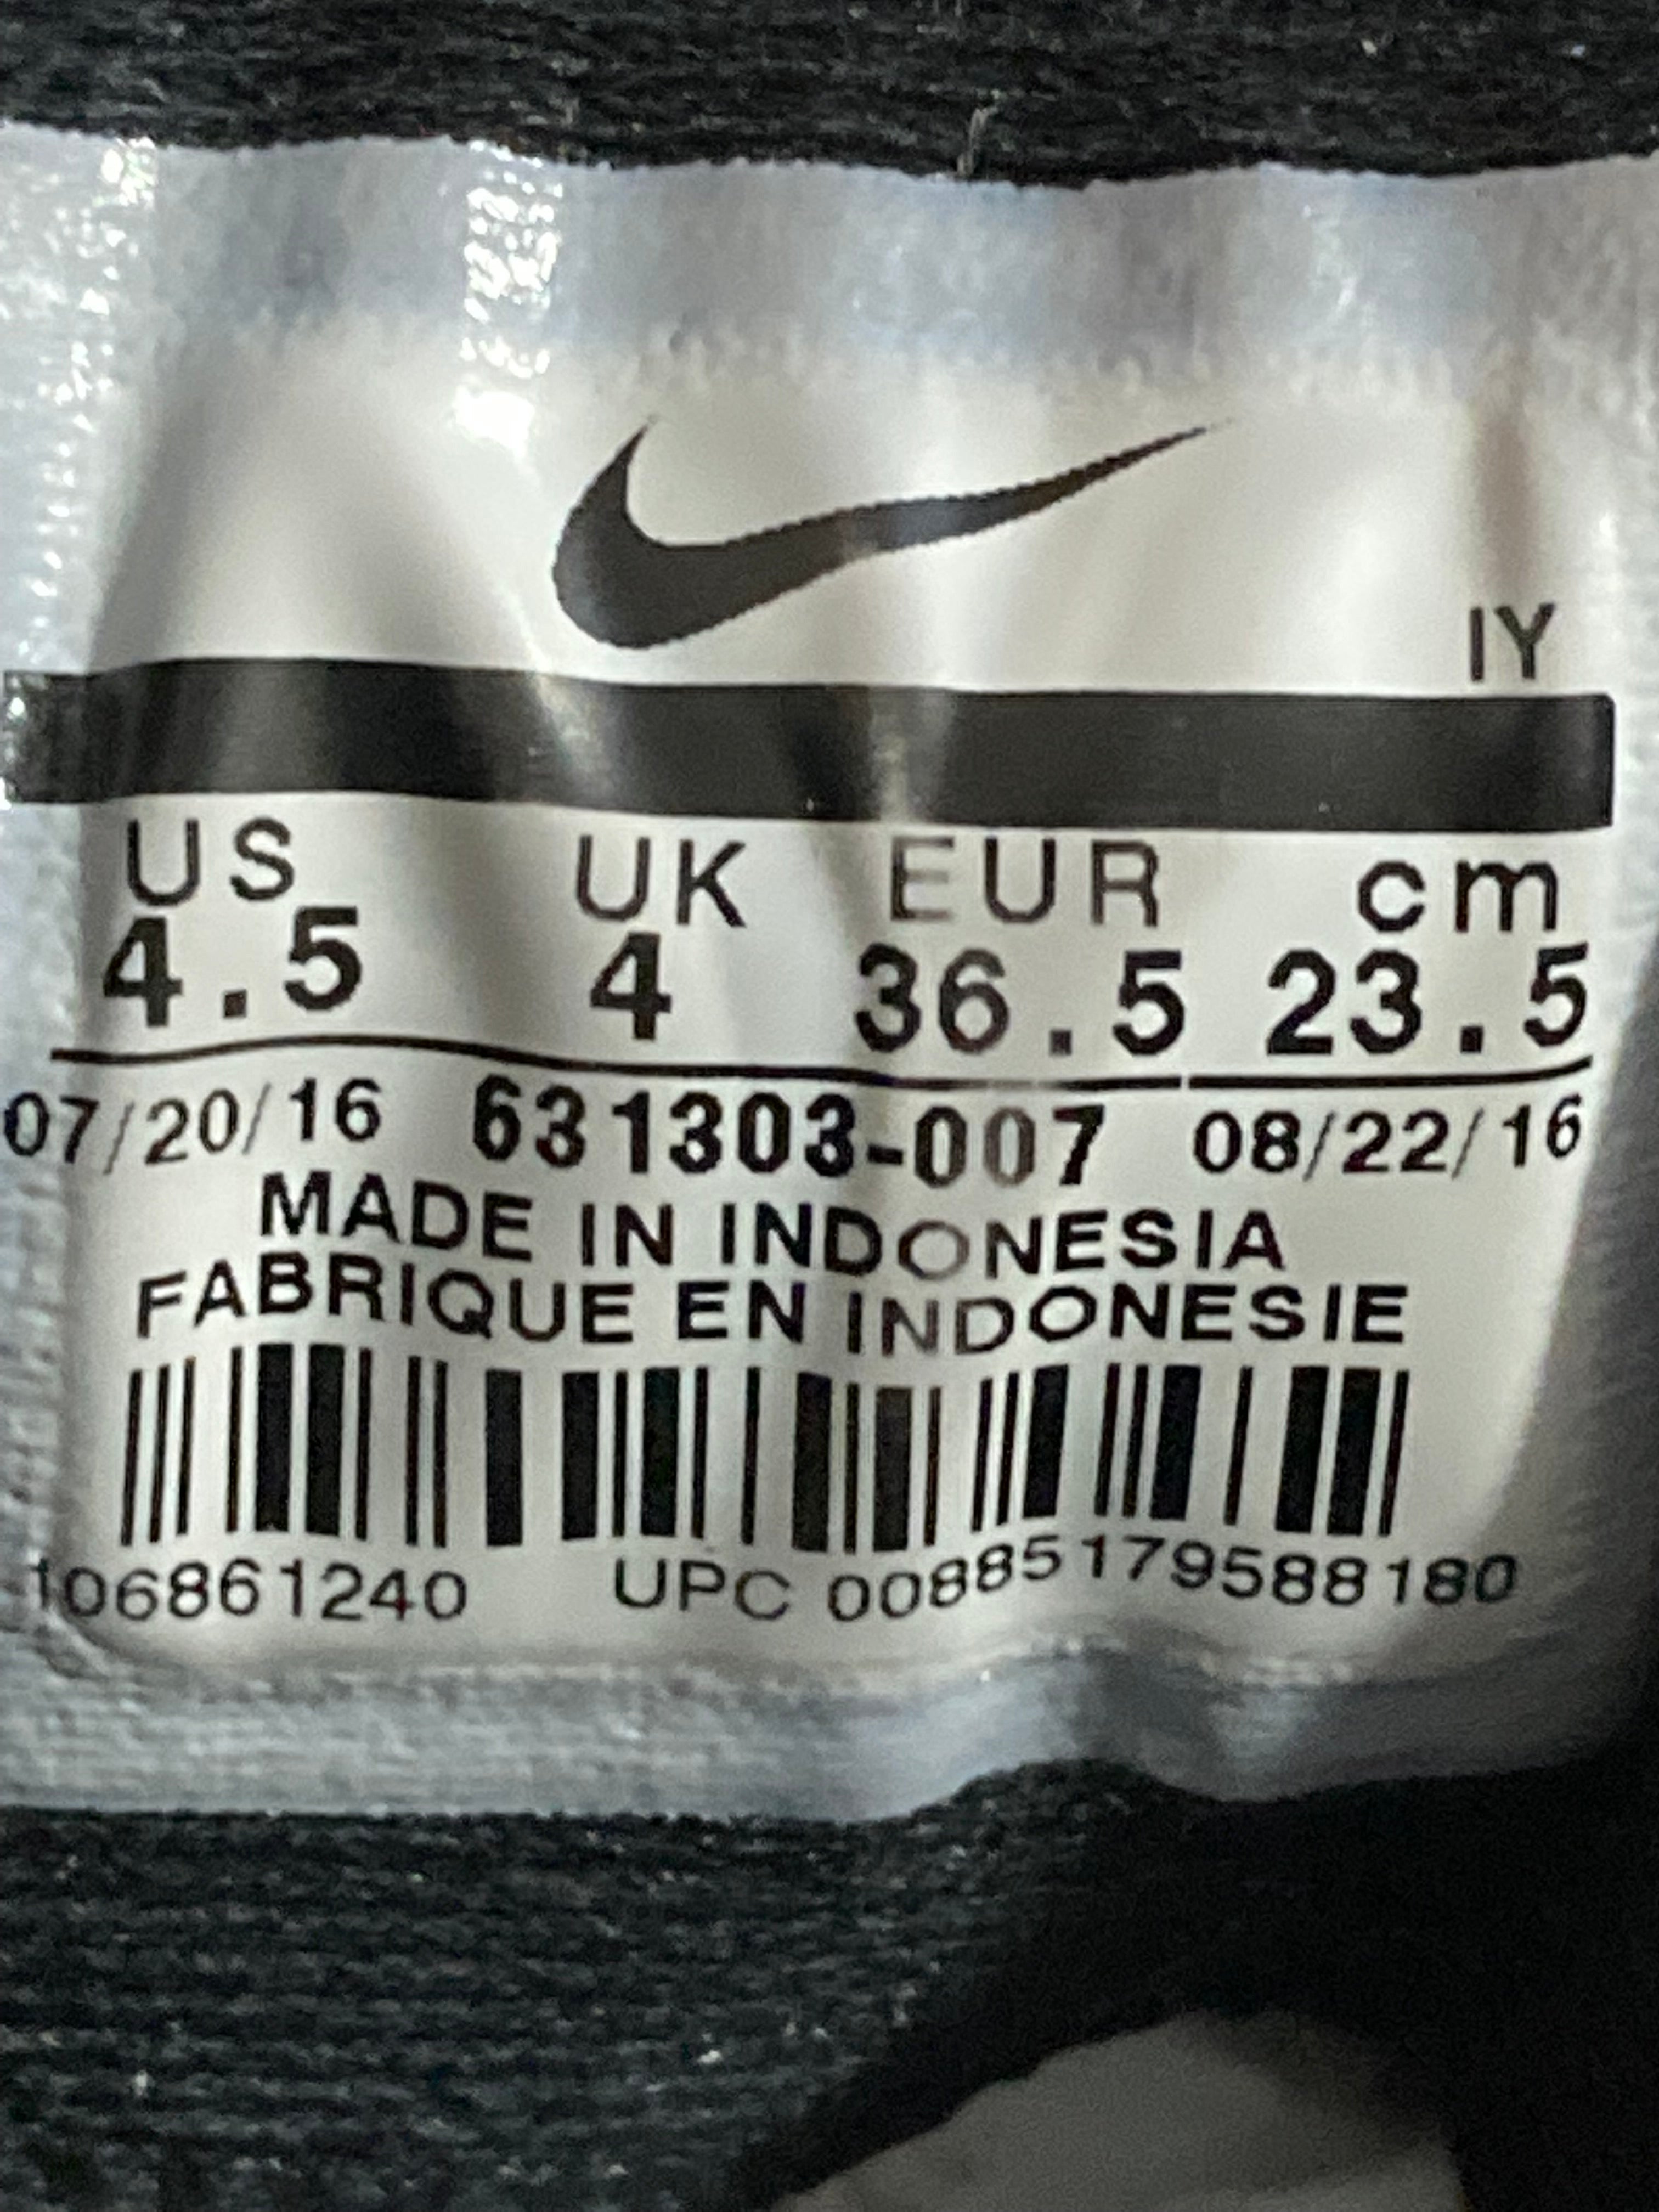 IY
US UK EUR cm
4.5 4 36.5 23.5
07/20/16 631303-007 08/22/16
MADE IN INDONESIA
FABRIQUE EN INDONESIE
106861240 UPC 00885179588180